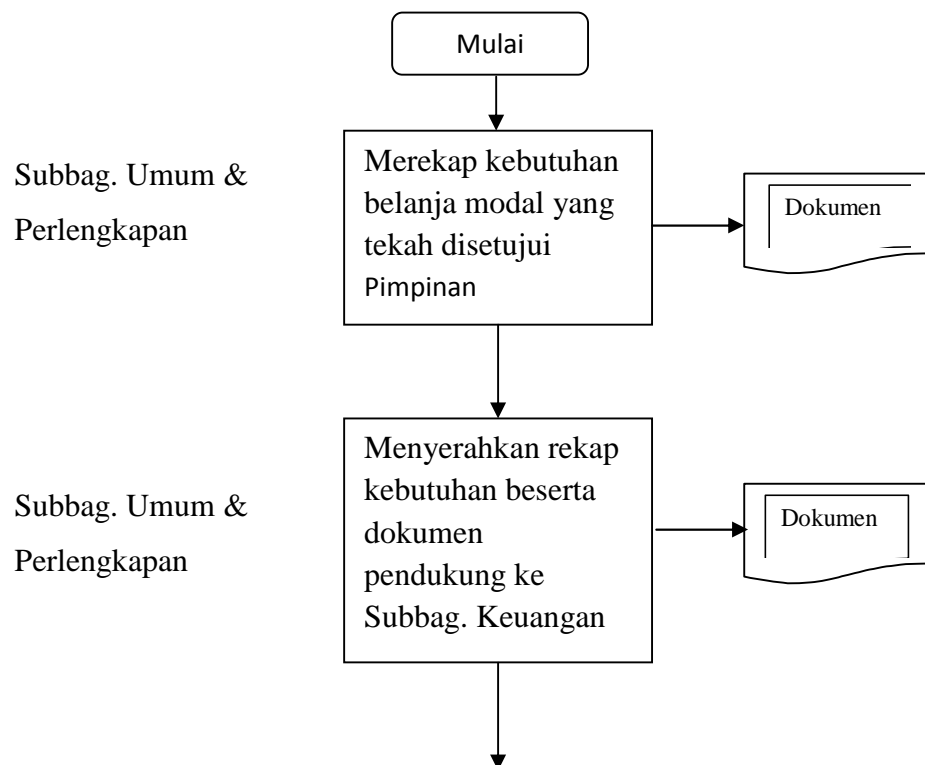 Mulai
Subbag. Umum &
Perlengkapan
Merekap kebutuhan
belanja modal yang
tekah disetujui
Pimpinan
Dokumen
Subbag. Umum &
Perlengkapan
Menyerahkan rekap
kebutuhan beserta
dokumen
pendukung ke
Subbag. Keuangan
Dokumen